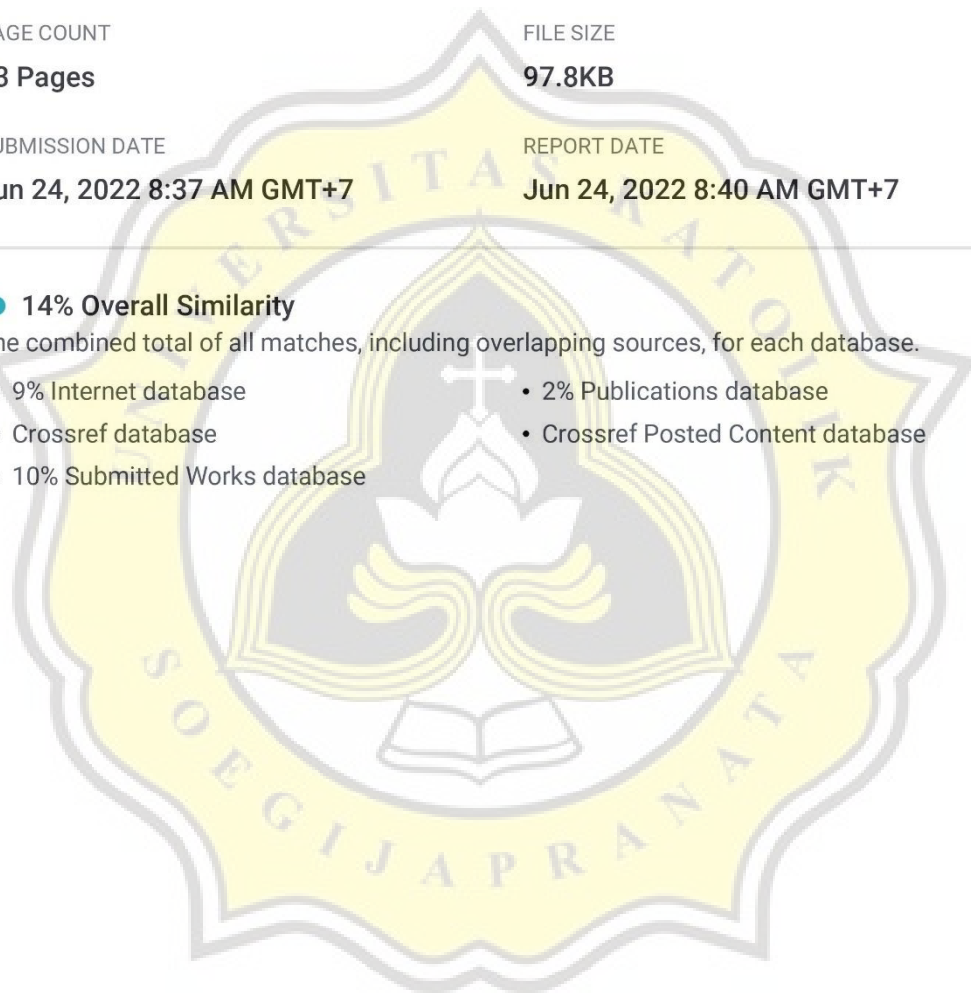 AGE COUNT
3 Pages
FILE SIZE
97.8KB
UBMISSION DATE
un 24, 2022 8:37 AM GMT+7
REPORT DATE
Jun 24, 2022 8:40 AM GMT+7
14% Overall Similarity
he combined total of all matches, including overlapping sources, for each database.
9% Internet database
• 2% Publications database
Crossref database
• Crossref Posted Content database
10% Submitted Works database
UNIVERSITAS KATOLIK
SOEGIJAPRANATA